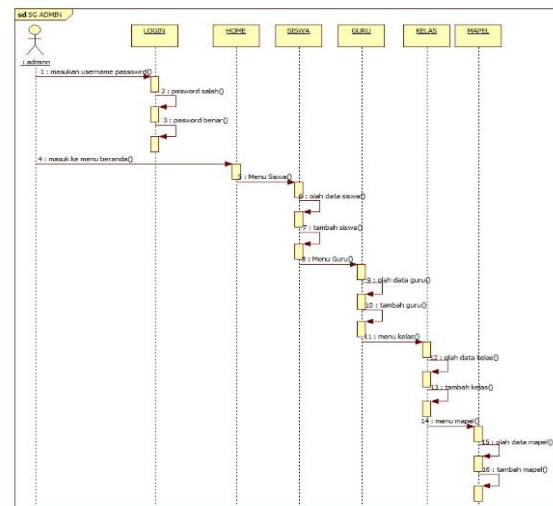 sd SG ADMIN
LOGIN
HOME
SISWA
GURU
KELAS
MAPEL
: adminn
1 : masukan username passowrd()
2 : pasword salah()
3 : pasword benar()
4 : masuk ke menu beranda()
5 : Menu Siswa()
6 : olah data siswa()
7 : tambah siswa()
8 : Menu Guru()
9 : olah data guru()
10 : tambah guru()
11 : menu kelas()
12 : olah data kelas()
13 : tambah kelas()
14 : menu mapel()
15 : olah data mapel()
16 : tambah mapel()